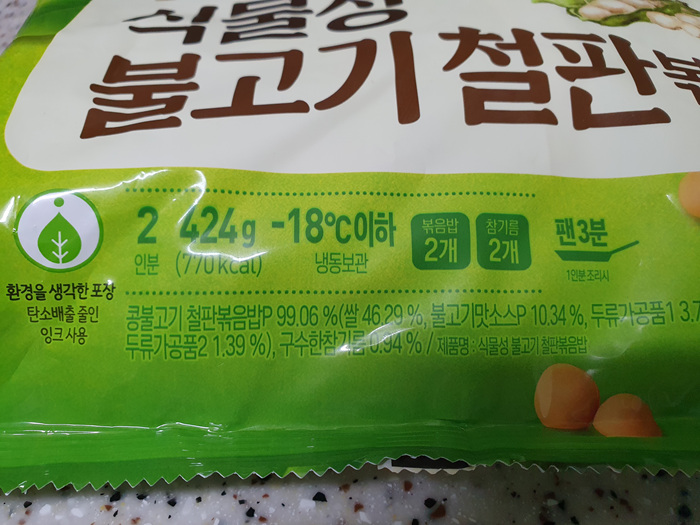 식물성
불고기 철판볶
2 424g -18℃이하 볶음밥 참기름 팬 3분
인분 (770 kcal) 냉동보관 2개 2개 1인분조리시
환경을 생각한 포장
탄소배출 줄인
잉크 사용
콩불고기 철판볶음밥P 99.06 %(쌀 46.29 %, 불고기맛소스P 10.34 %, 두류가공품1 3.7
두류가공품2 1.39 %), 구수한참기름 0.94 % / 제품명 : 식물성 불고기 철판볶음밥